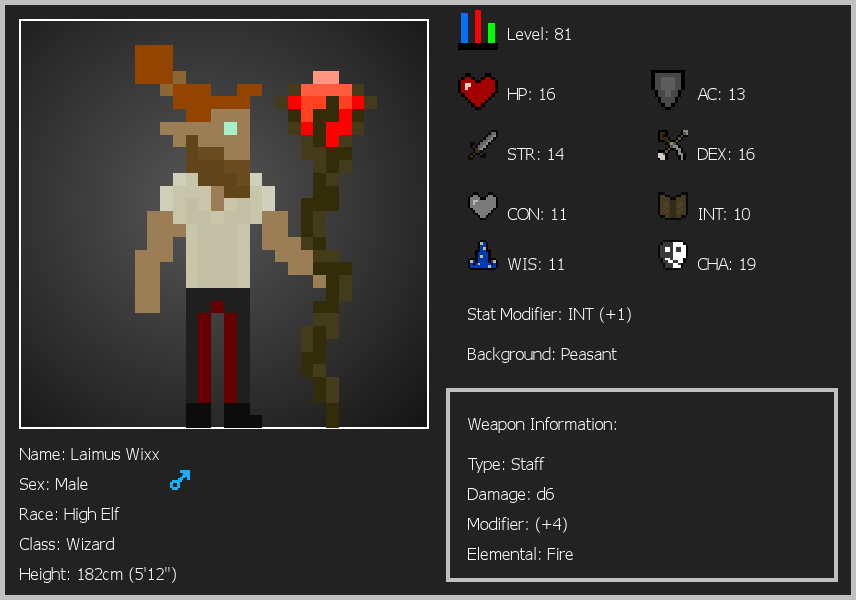 Level: 81
HP: 16
AC: 13
STR: 14
DEX: 16
CON: 11
INT: 10
WIS: 11
CHA: 19
Stat Modifier: INT (+1)
Background: Peasant
Weapon Information:
Type: Staff
Damage: d6
Modifier: (+4)
Elemental: Fire
Name: Laimus Wixx
Sex: Male
Race: High Elf
Class: Wizard
Height: 182cm (5'12")